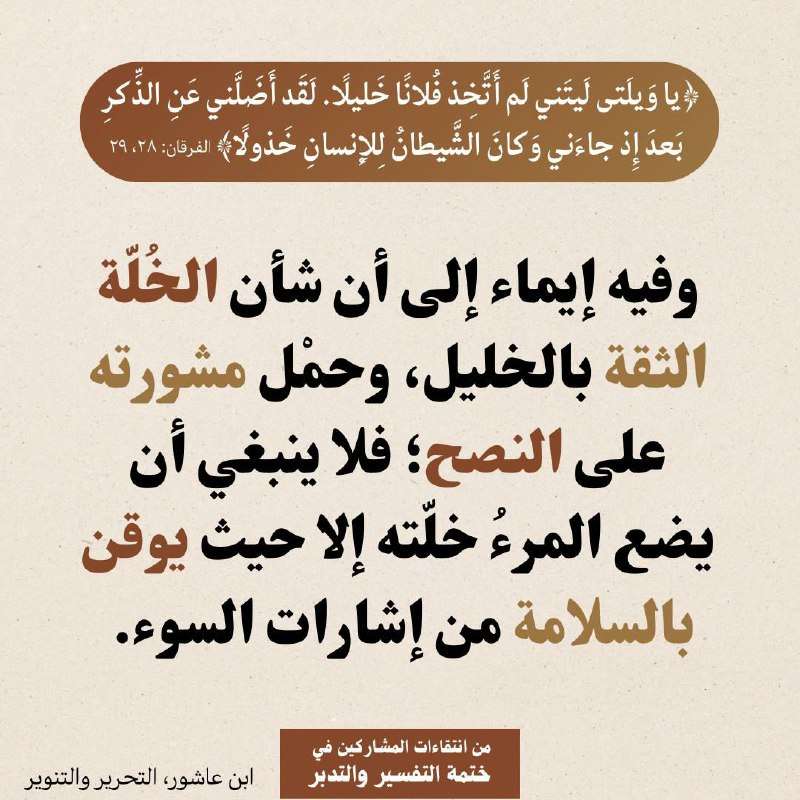 ﴿يا وَيلَتى لَيتَني لَم أَتَّخِذ فُلانًا خَليلًا. لَقَد أَضَلَّني عَنِ الذِّكرِ
بَعدَ إِذ جاءَني وَكانَ الشَّيطانُ لِلإِنسانِ خَذولًا﴾ الفرقان: ٢٨، ٢٩
وفيه إيماء إلى أن شأن الخُلّة
الثقة بالخليل، وحمْل مشورته
على النصح؛ فلا ينبغي أن
يضع المرءُ خلّته إلا حيث يوقن
بالسلامة من إشارات السوء.
من انتقاءات المشاركين في
ختمة التفسير والتدبر
ابن عاشور، التحرير والتنوير